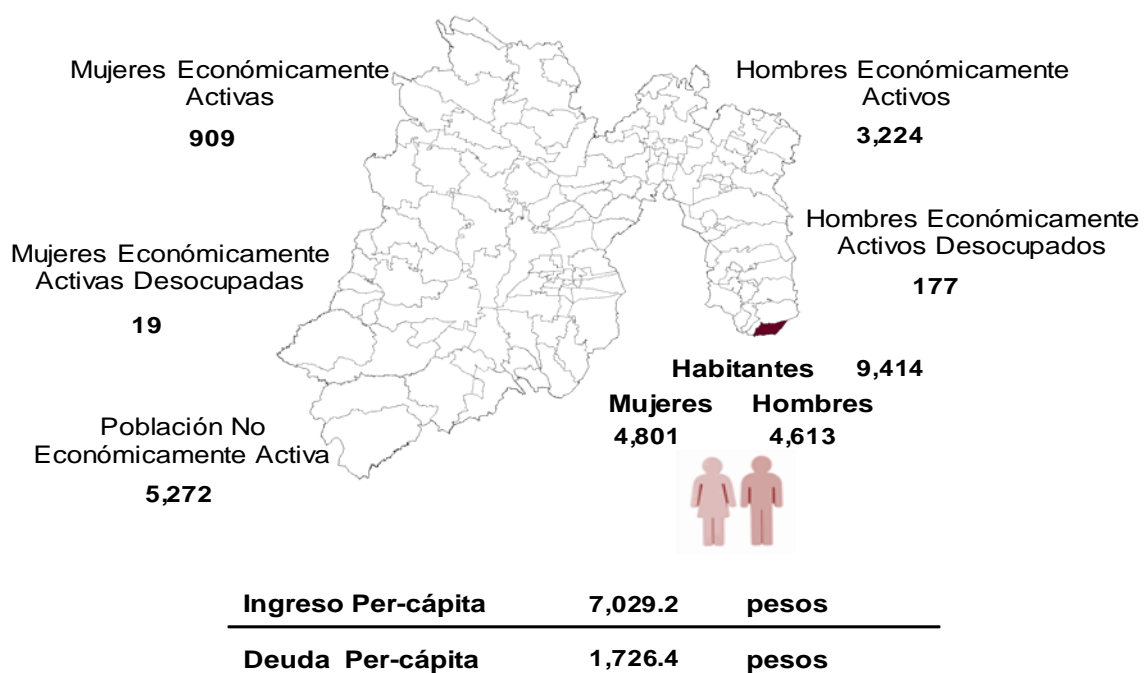 Mujeres Económicamente
Activas
909
Hombres Económicamente
Activos
3,224
Mujeres Económicamente
Activas Desocupadas
19
Hombres Económicamente
Activos Desocupados
177
Población No
Económicamente Activa
5,272
Habitantes 9,414
Mujeres Hombres
4,801 4,613
Ingreso Per-cápita 7,029.2 pesos
Deuda Per-cápita 1,726.4 pesos